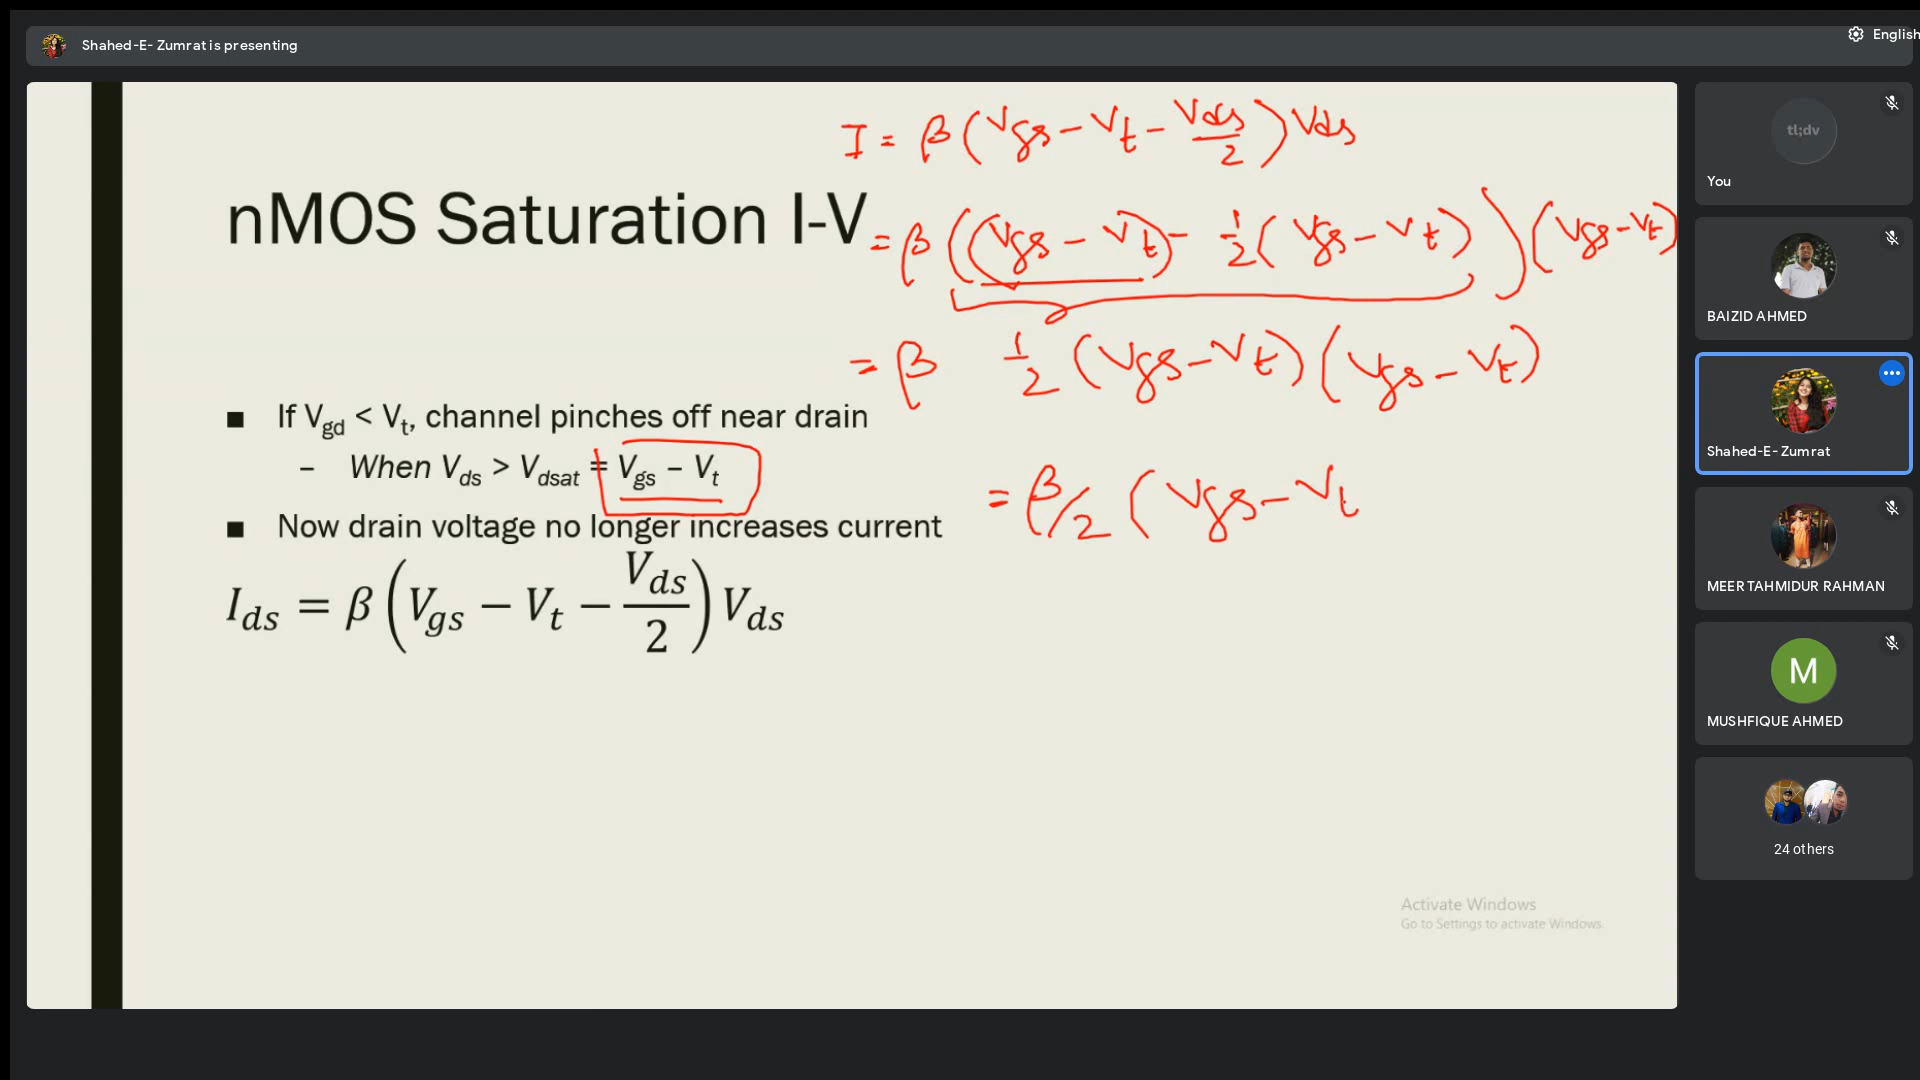 Shahed-E- Zumrat is presenting
English
I = β (Vgs − Vt − Vds/2) Vds
nMOS Saturation I-V
= β ((Vgs − Vt) − 1/2 (Vgs − Vt)) (Vgs − Vt)
= β 1/2 (Vgs − Vt) (Vgs − Vt)
■ If Vgd < Vt, channel pinches off near drain
– When Vds > Vdsat = Vgs – Vt
= β/2 (Vgs − Vt
■ Now drain voltage no longer increases current
Ids = β (Vgs − Vt − Vds/2) Vds
Activate Windows
Go to Settings to activate Windows.
tl;dv
You
BAIZID AHMED
Shahed-E- Zumrat
MEER TAHMIDUR RAHMAN
M
MUSHFIQUE AHMED
24 others